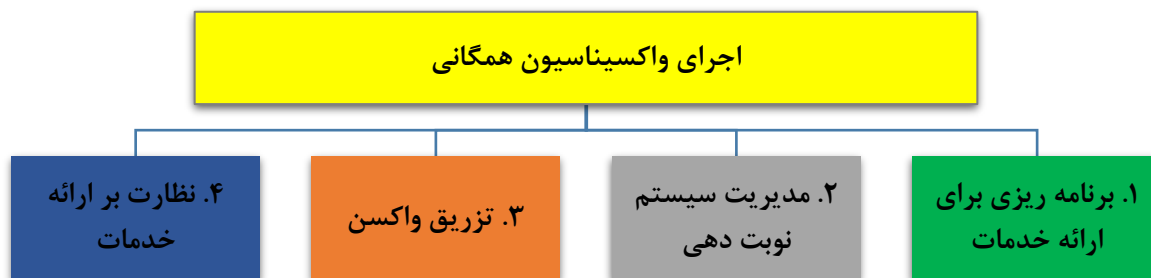 اجرای واکسیناسیون همگانی
۱. برنامه ریزی برای
ارائه خدمات
۲. مدیریت سیستم
نوبت دهی
۳. تزریق واکسن
۴. نظارت بر ارائه
خدمات